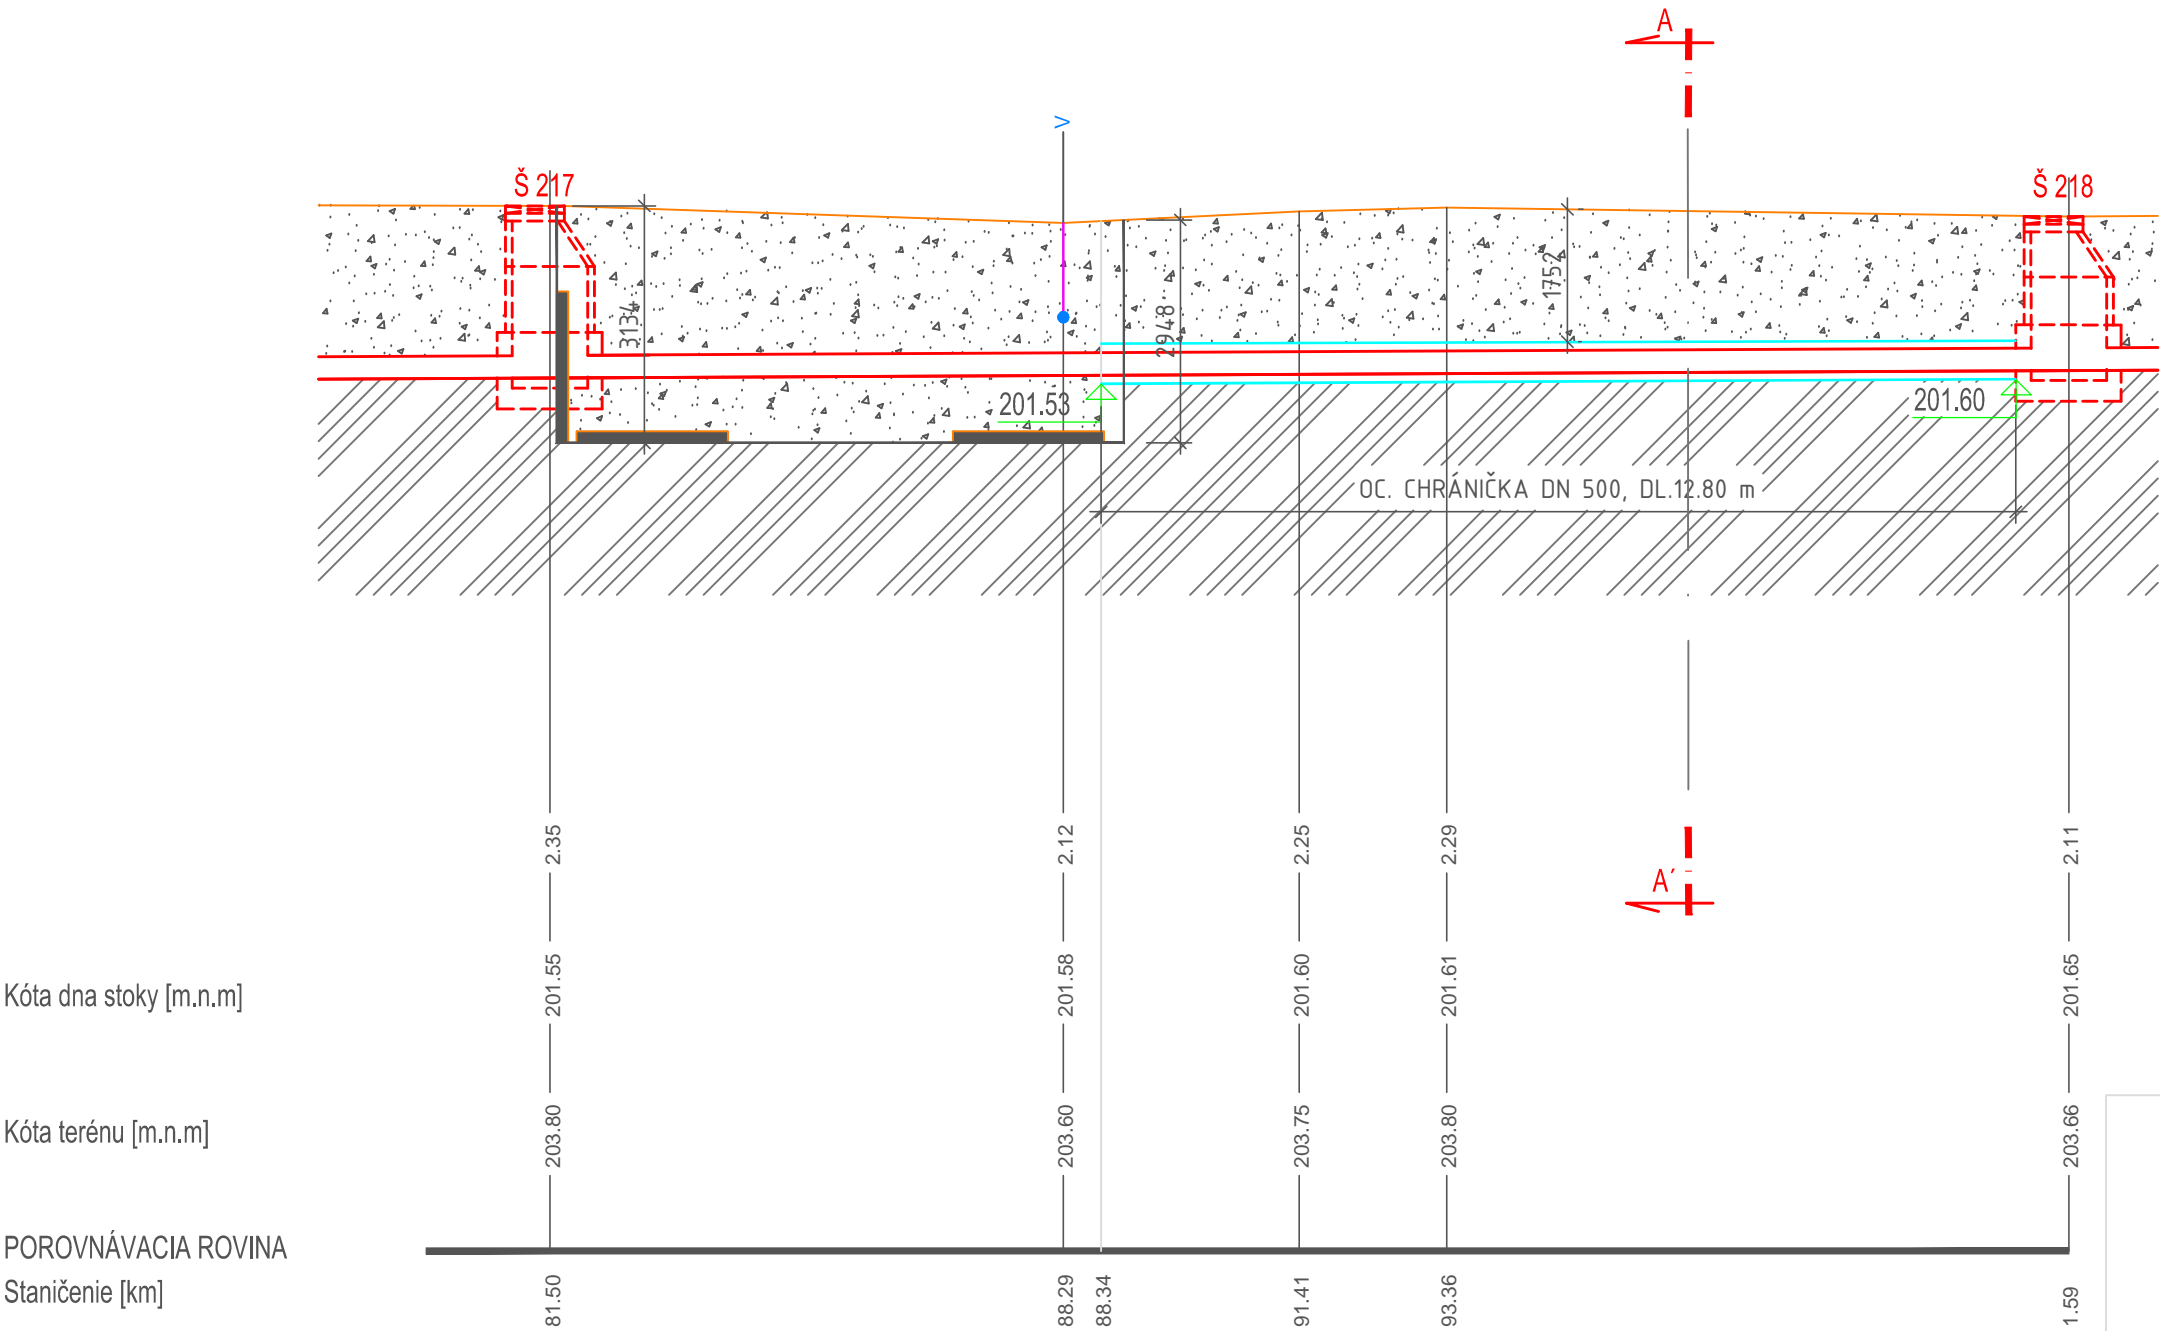 A
V
Š 217
Š 218
3134
2948
1752
201.53
201.60
OC. CHRÁNIČKA DN 500, DL.12.80 m
2.35
2.12
2.25
2.29
2.11
A´
Kóta dna stoky [m.n.m]
201.55
201.58
201.60
201.61
201.65
Kóta terénu [m.n.m]
203.80
203.60
203.75
203.80
203.66
POROVNÁVACIA ROVINA
Staničenie [km]
81.50
88.29
88.34
91.41
93.36
1.59